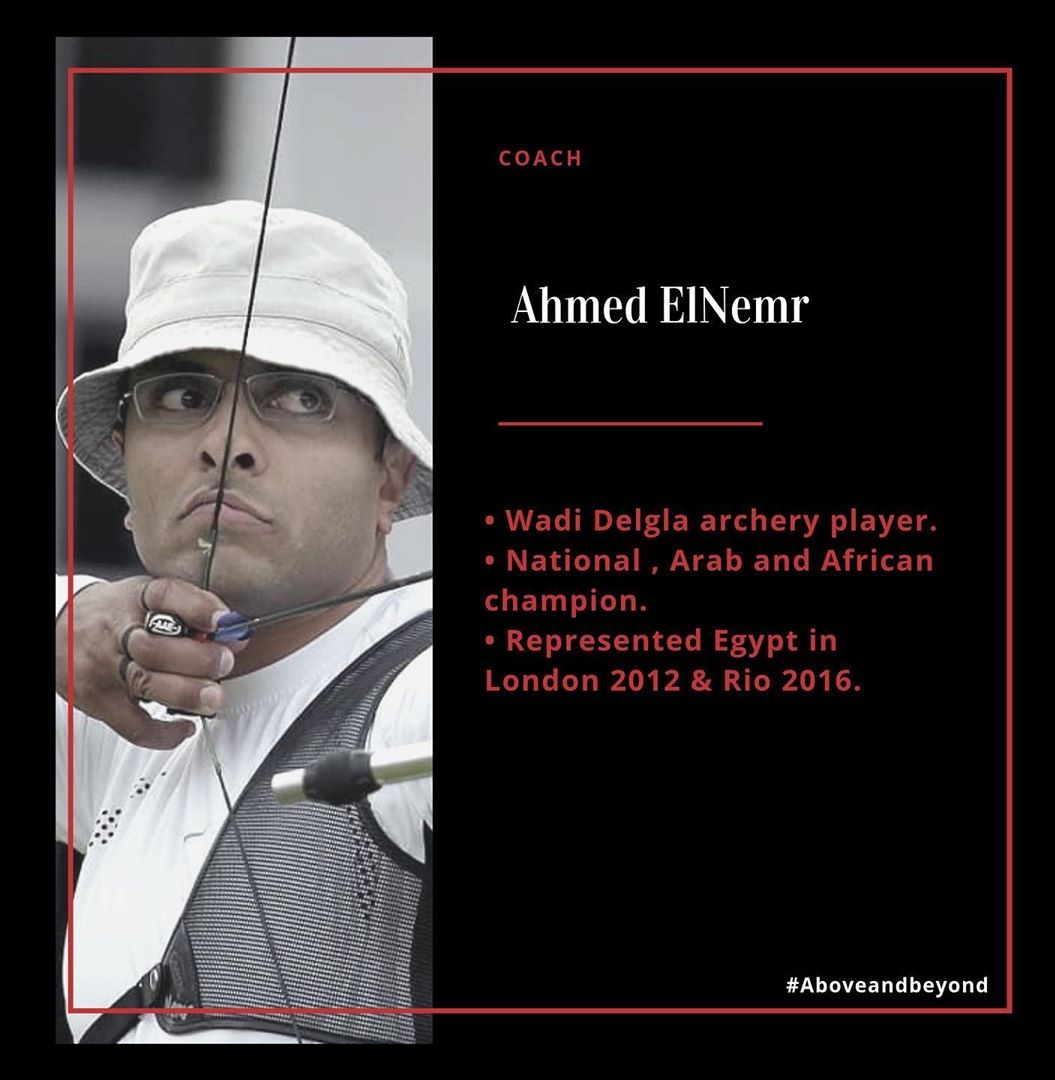 COACH
Ahmed ElNemr
• Wadi Delgla archery player.
• National , Arab and African
champion.
• Represented Egypt in
London 2012 & Rio 2016.
AAE
#Aboveandbeyond